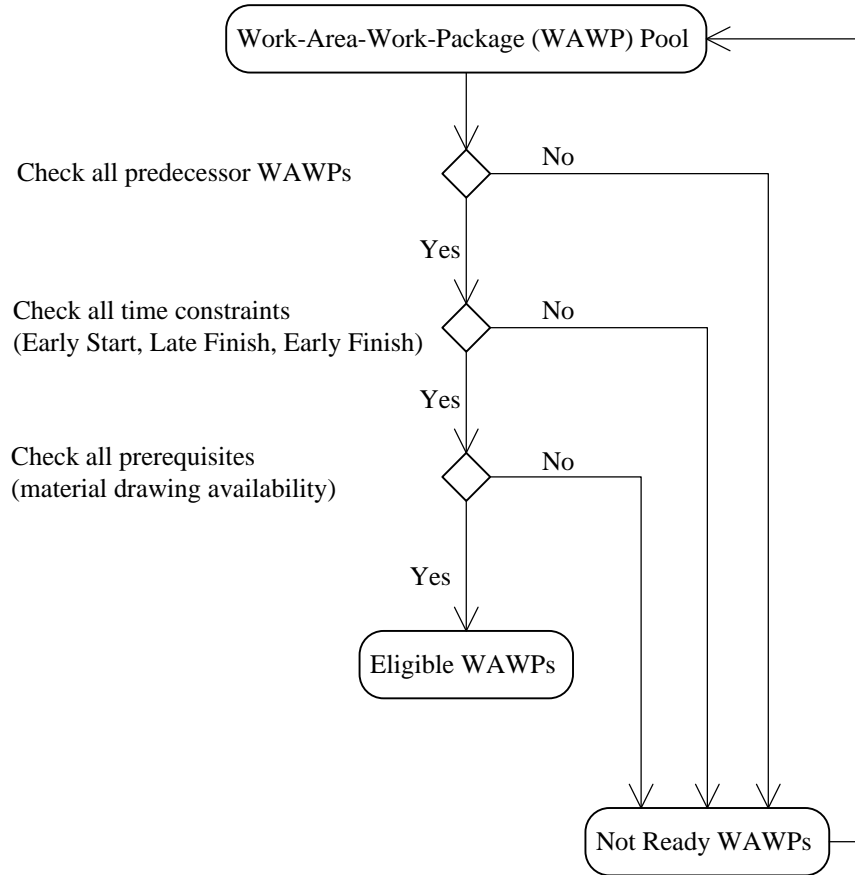 Work-Area-Work-Package (WAWP) Pool
No
Check all predecessor WAWPs
Yes
Check all time constraints
No
(Early Start, Late Finish, Early Finish)
Yes
Check all prerequisites
No
(material drawing availability)
Yes
Eligible WAWPs
Not Ready WAWPs